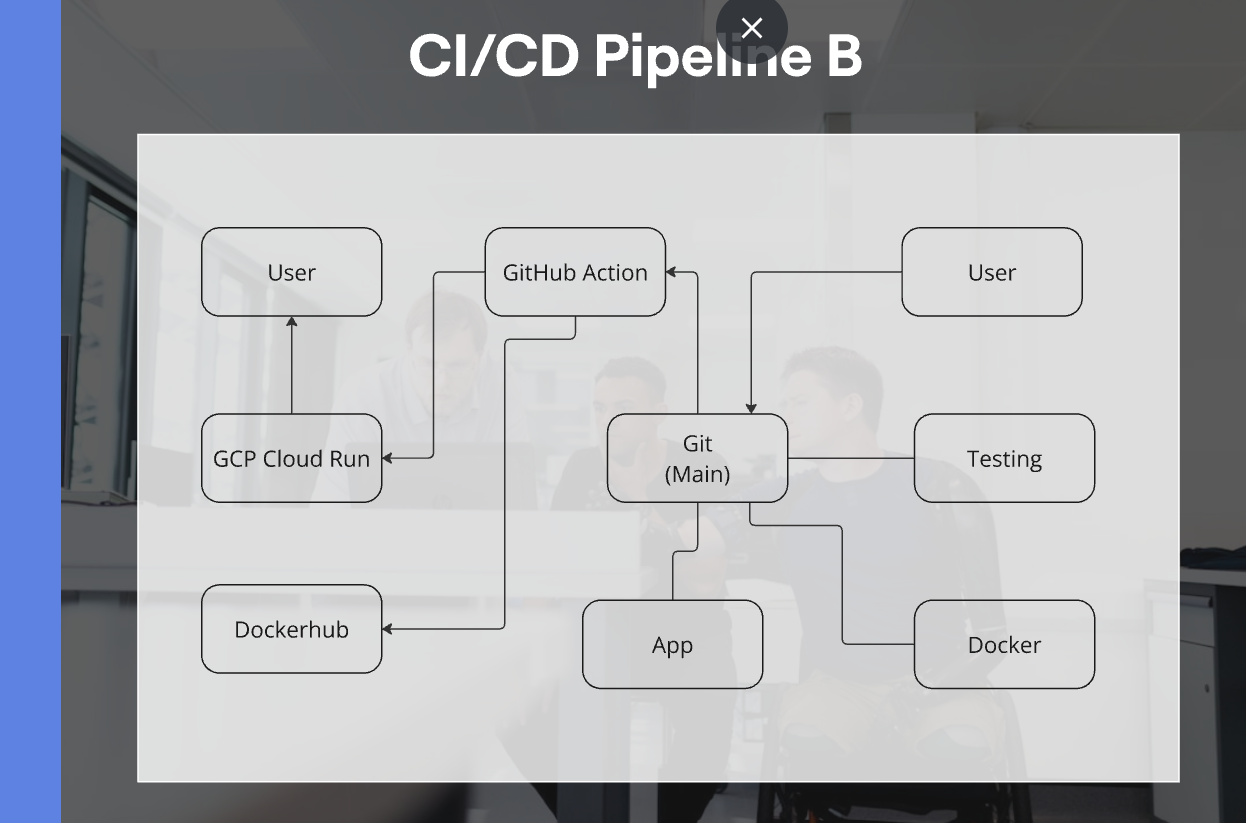 CI/CD Pipeline B
User
GitHub Action
User
GCP Cloud Run
Git
(Main)
Testing
Dockerhub
App
Docker